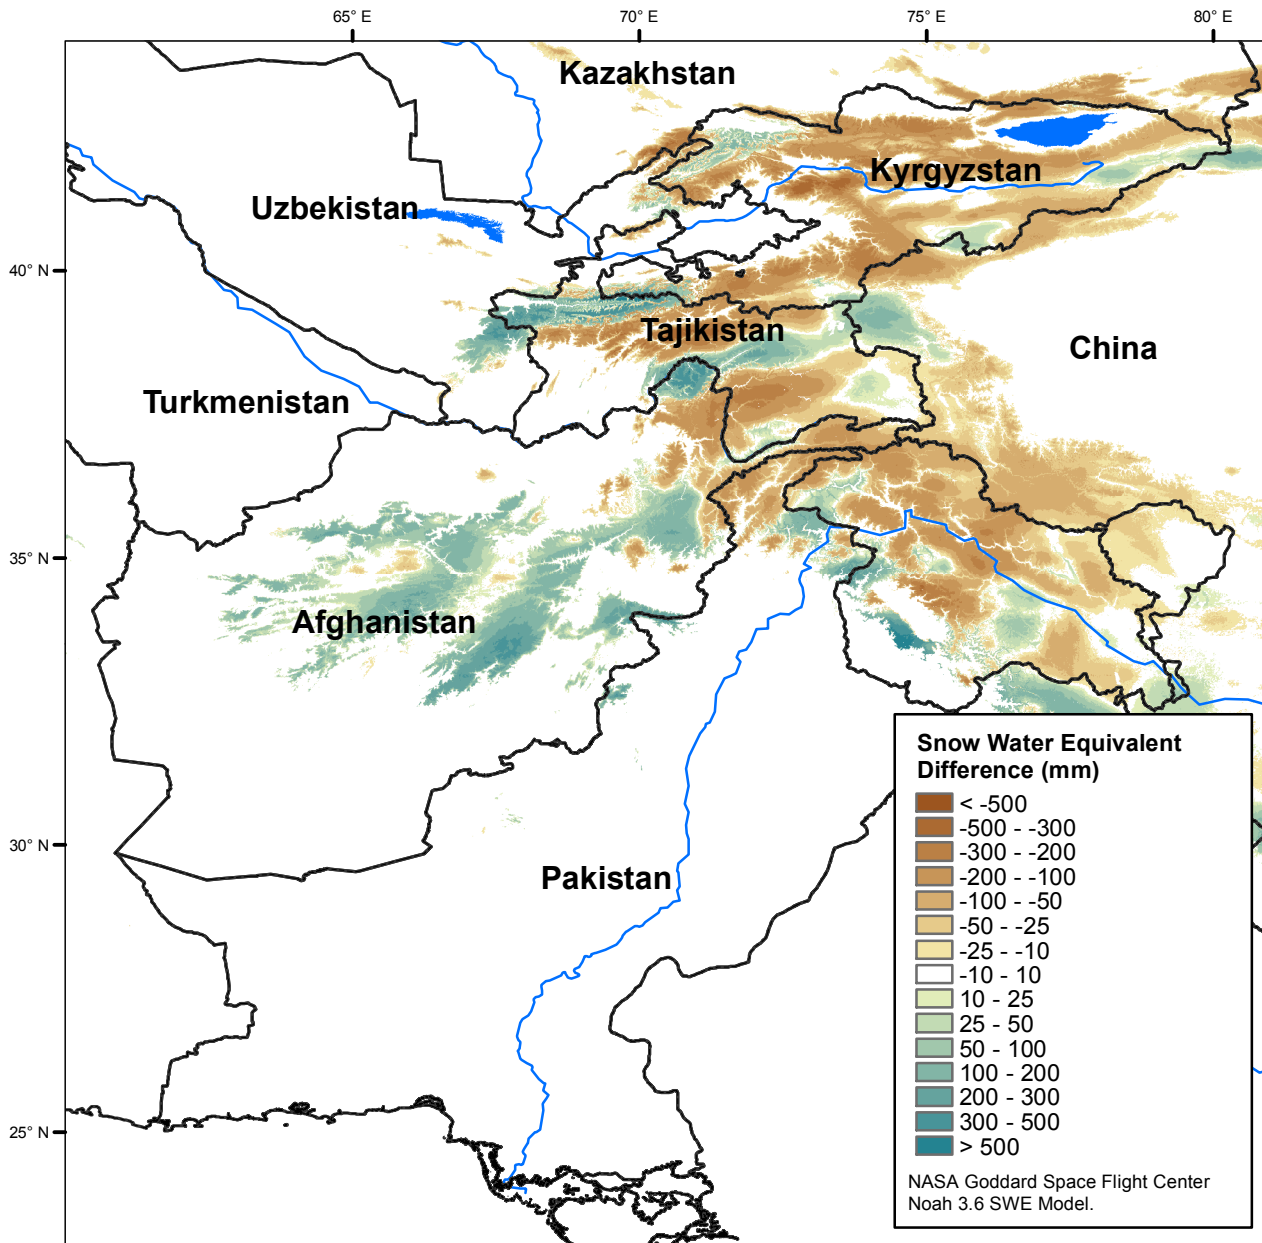 65° E
70° E
75° E
80° E
Kazakhstan
Kyrgyzstan
Uzbekistan
40° N
Tajikistan
China
Turkmenistan
35° N
Afghanistan
30° N
Pakistan
25° N
Snow Water Equivalent
Difference (mm)
< -500
-500 - -300
-300 - -200
-200 - -100
-100 - -50
-50 - -25
-25 - -10
-10 - 10
10 - 25
25 - 50
50 - 100
100 - 200
200 - 300
300 - 500
> 500
NASA Goddard Space Flight Center
Noah 3.6 SWE Model.